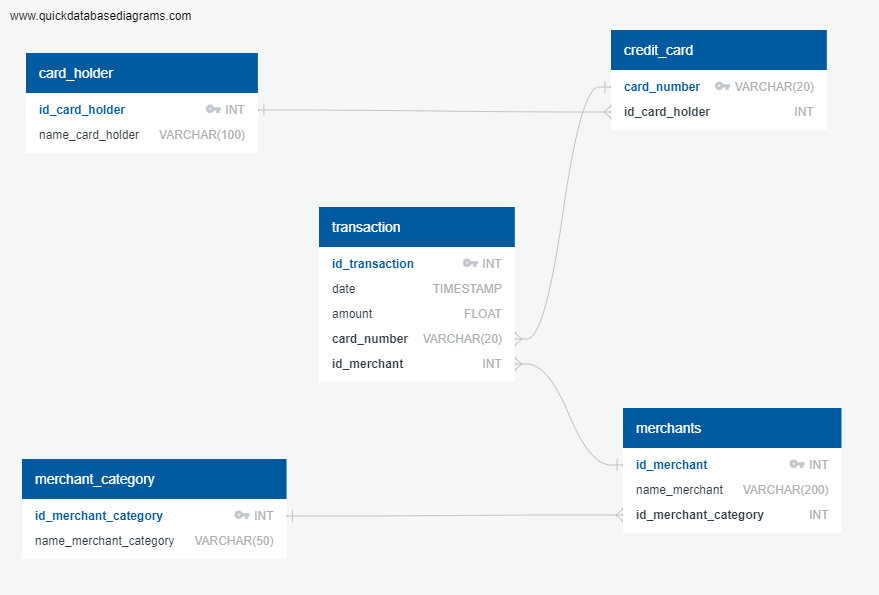 www.quickdatabasediagrams.com
card_holder
id_card_holder INT
name_card_holder VARCHAR(100)
credit_card
card_number VARCHAR(20)
id_card_holder INT
transaction
id_transaction INT
date TIMESTAMP
amount FLOAT
card_number VARCHAR(20)
id_merchant INT
merchants
id_merchant INT
name_merchant VARCHAR(200)
id_merchant_category INT
merchant_category
id_merchant_category INT
name_merchant_category VARCHAR(50)